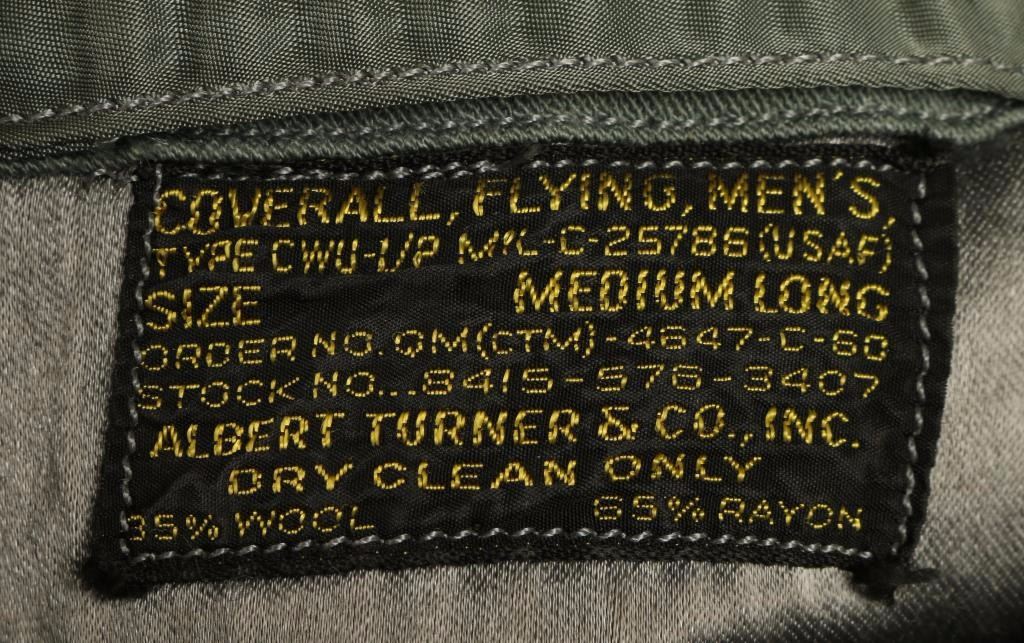 COVERALL, FLYING, MEN'S,
TYPE CWU-1/P MIL-C-25786(USAF)
SIZE MEDIUM LONG
ORDER NO. QM(CTM)-4647-C-60
STOCK NO...8415-576-3407
ALBERT TURNER & CO., INC.
DRY CLEAN ONLY
35% WOOL 65% RAYON